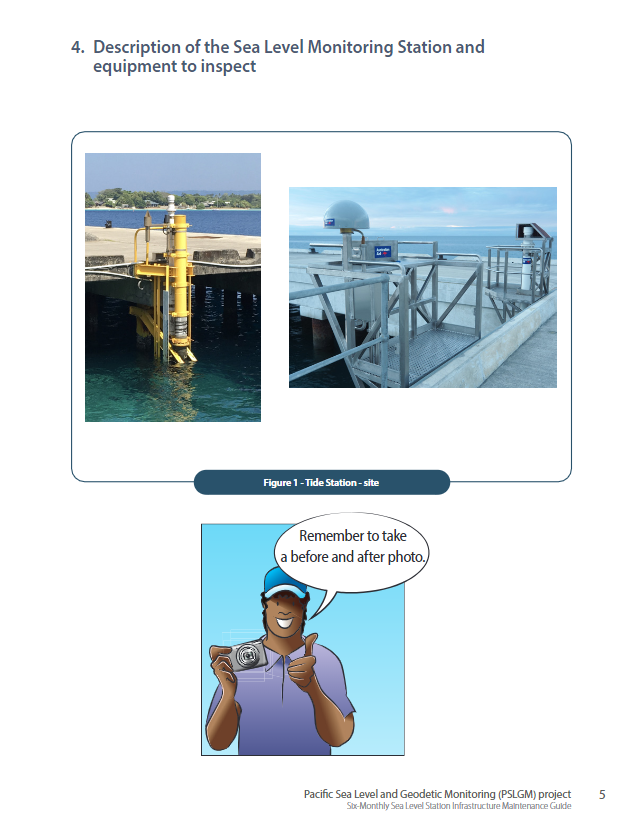 4. Description of the Sea Level Monitoring Station and
equipment to inspect
Australian
Aid
Figure 1 - Tide Station - site
Remember to take
a before and after photo.
Pacific Sea Level and Geodetic Monitoring (PSLGM) project 5
Six-Monthly Sea Level Station Infrastructure Maintenance Guide